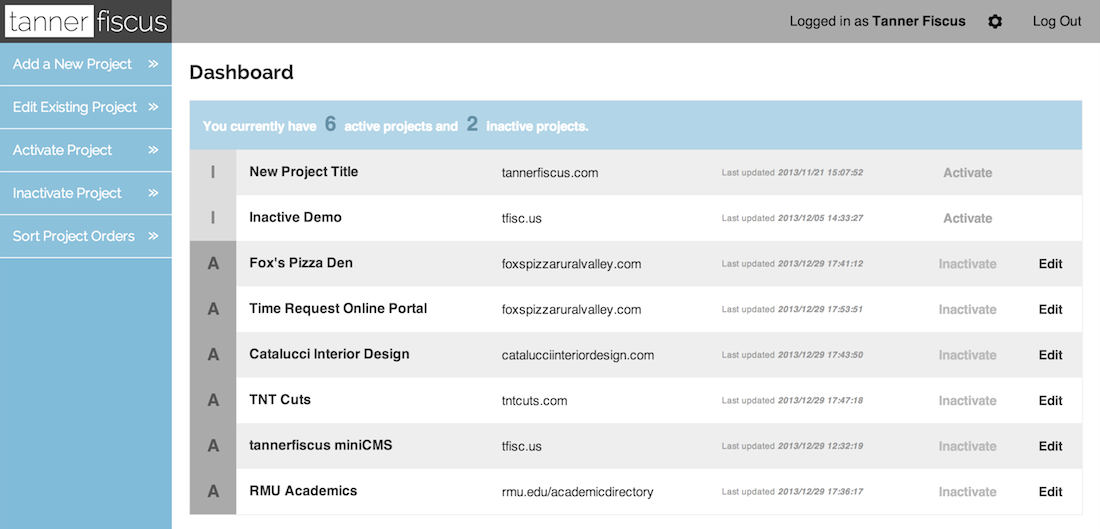 tanner fiscus
Logged in as Tanner Fiscus Log Out
Add a New Project »
Edit Existing Project »
Activate Project »
Inactivate Project »
Sort Project Orders »
Dashboard
You currently have 6 active projects and 2 inactive projects.
I New Project Title tannerfiscus.com Last updated 2013/11/21 15:07:52 Activate
I Inactive Demo tfisc.us Last updated 2013/12/05 14:33:27 Activate
A Fox's Pizza Den foxspizzaruralvalley.com Last updated 2013/12/29 17:41:12 Inactivate Edit
A Time Request Online Portal foxspizzaruralvalley.com Last updated 2013/12/29 17:53:51 Inactivate Edit
A Catalucci Interior Design catalucciinteriordesign.com Last updated 2013/12/29 17:43:50 Inactivate Edit
A TNT Cuts tntcuts.com Last updated 2013/12/29 17:47:18 Inactivate Edit
A tannerfiscus miniCMS tfisc.us Last updated 2013/12/29 12:32:19 Inactivate Edit
A RMU Academics rmu.edu/academicdirectory Last updated 2013/12/29 17:36:17 Inactivate Edit